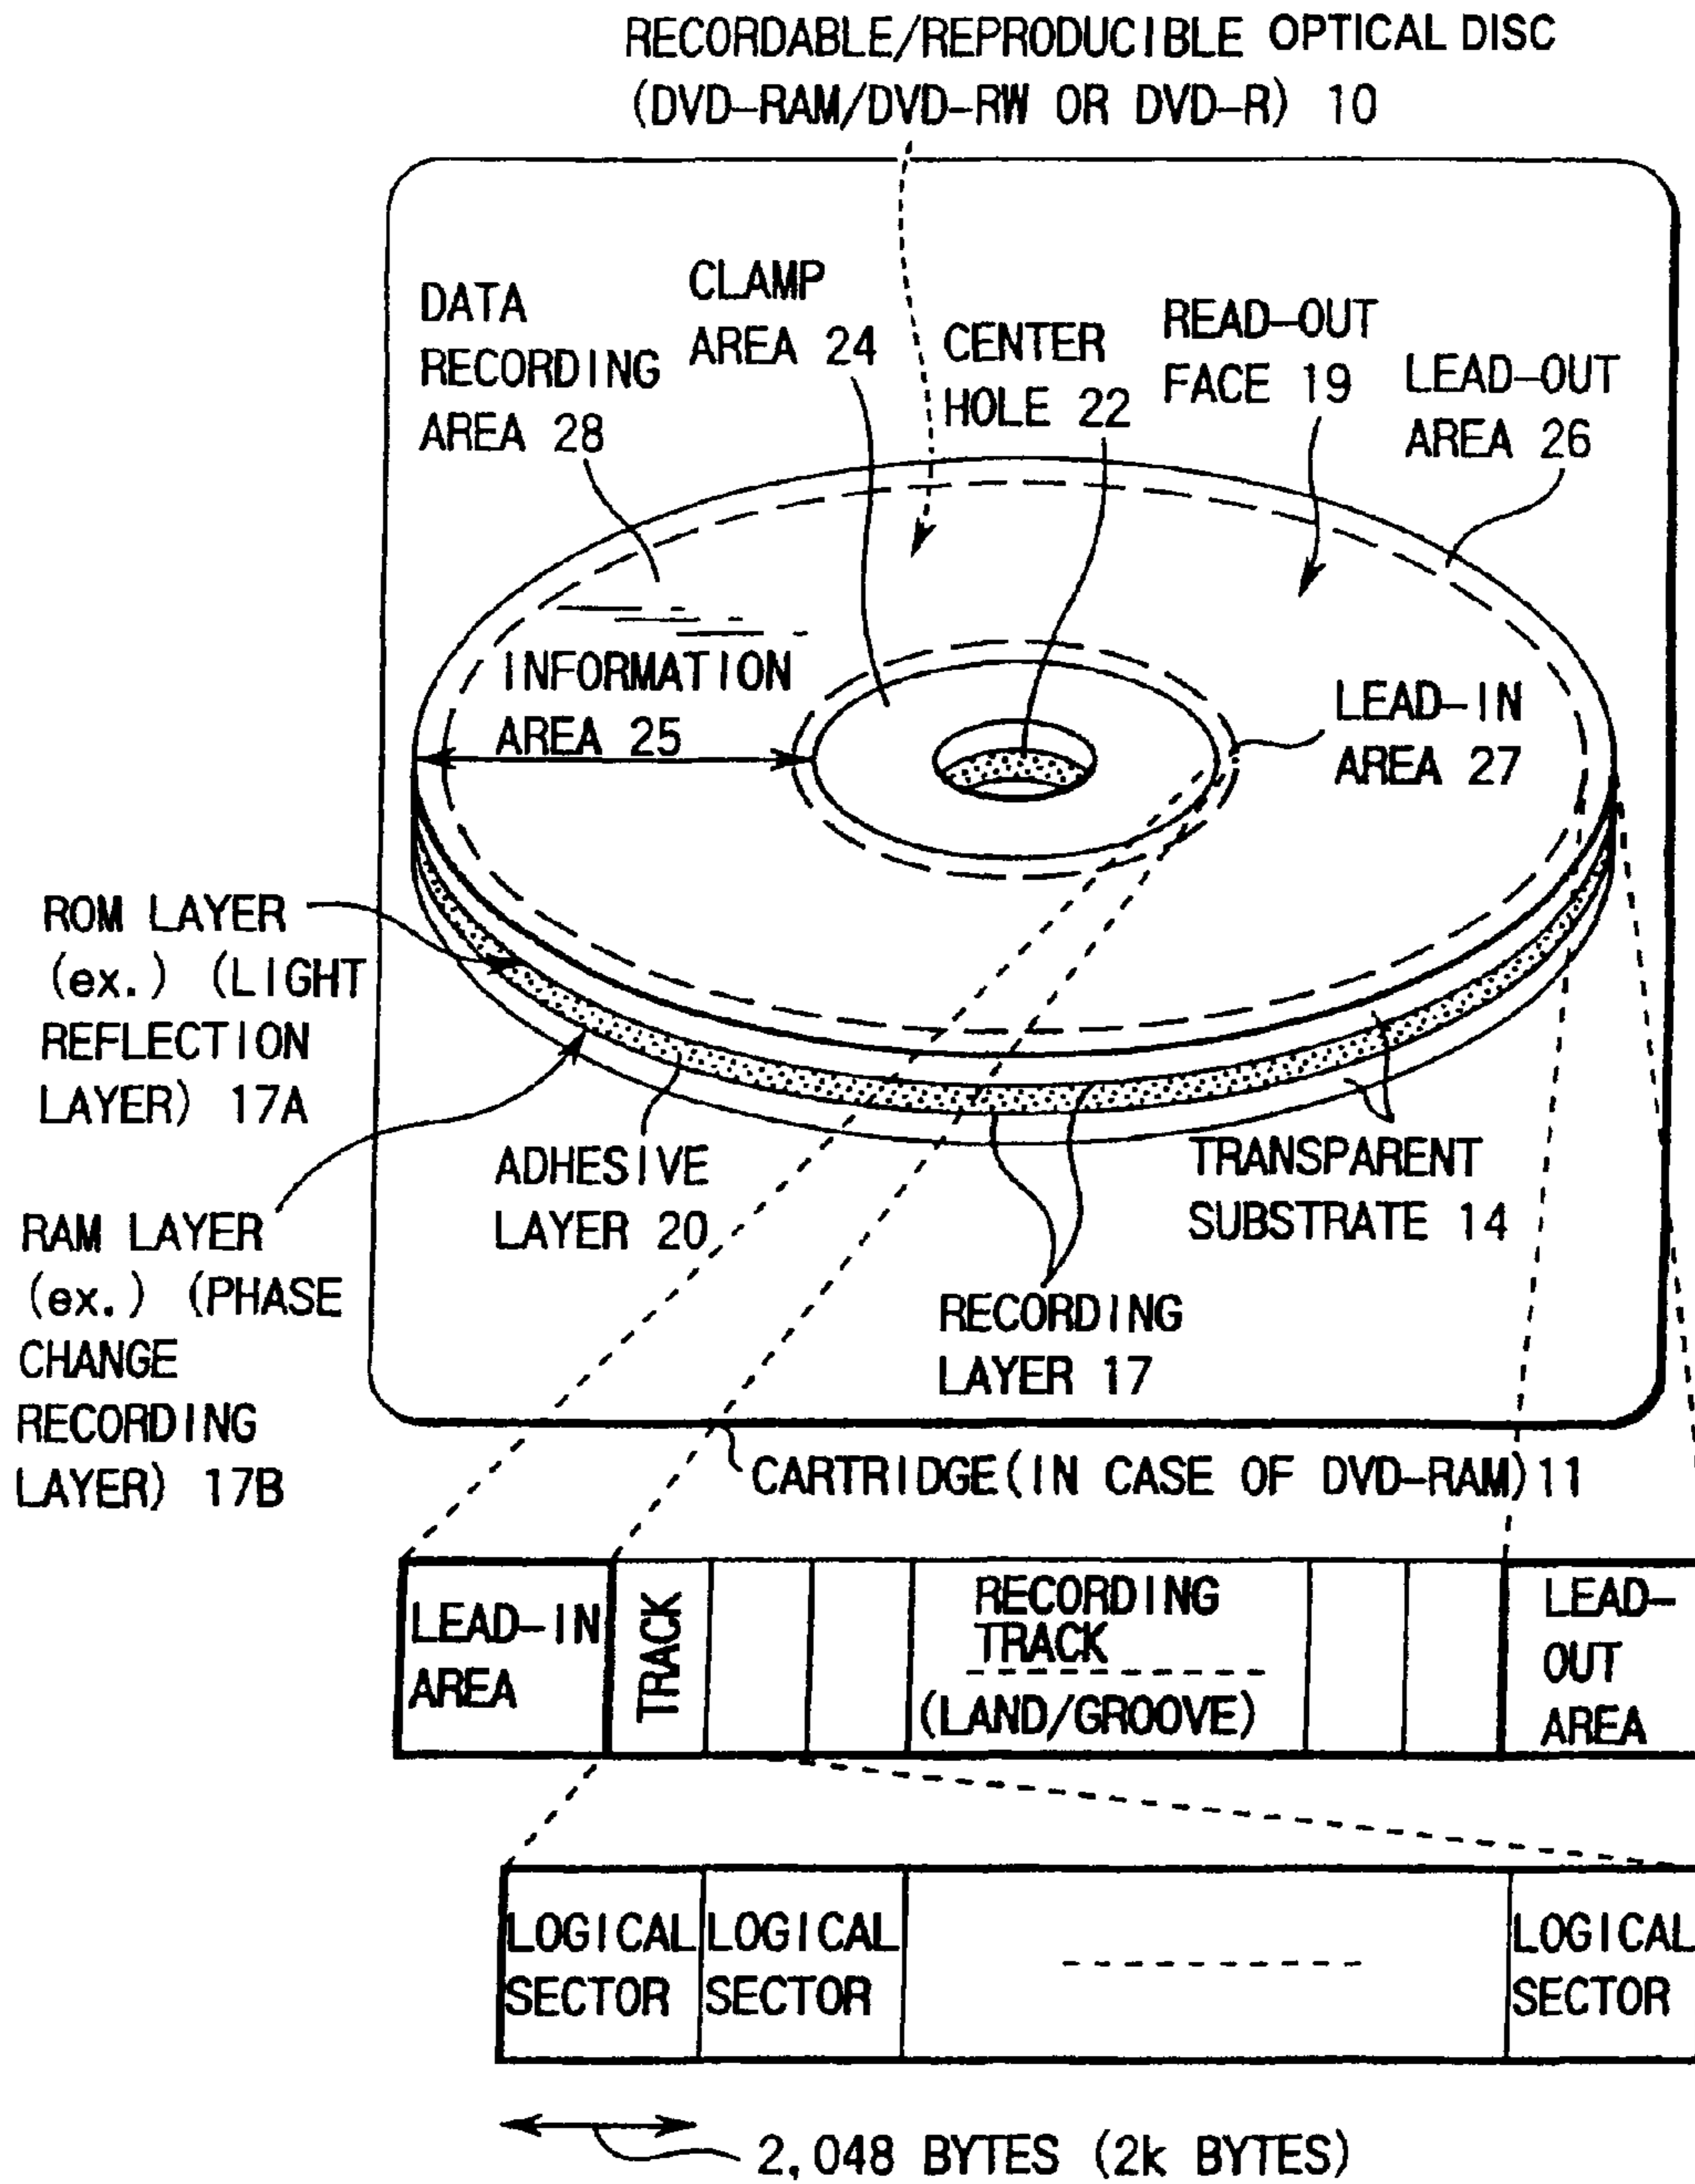 RECORDABLE/REPRODUCIBLE OPTICAL DISC
(DVD-RAM/DVD-RW OR DVD-R) 10
DATA
RECORDING
AREA 28
CLAMP
AREA 24
CENTER
HOLE 22
READ-OUT
FACE 19
LEAD-OUT
AREA 26
INFORMATION
AREA 25
LEAD-IN
AREA 27
ROM LAYER
(ex.) (LIGHT
REFLECTION
LAYER) 17A
ADHESIVE
LAYER 20
TRANSPARENT
SUBSTRATE 14
RAM LAYER
(ex.) (PHASE
CHANGE
RECORDING
LAYER) 17B
RECORDING
LAYER 17
CARTRIDGE(IN CASE OF DVD-RAM)11
LEAD-IN
AREA
TRACK
RECORDING
TRACK
(LAND/GROOVE)
LEAD-
OUT
AREA
LOGICAL
SECTOR
LOGICAL
SECTOR
LOGICAL
SECTOR
2,048 BYTES (2k BYTES)